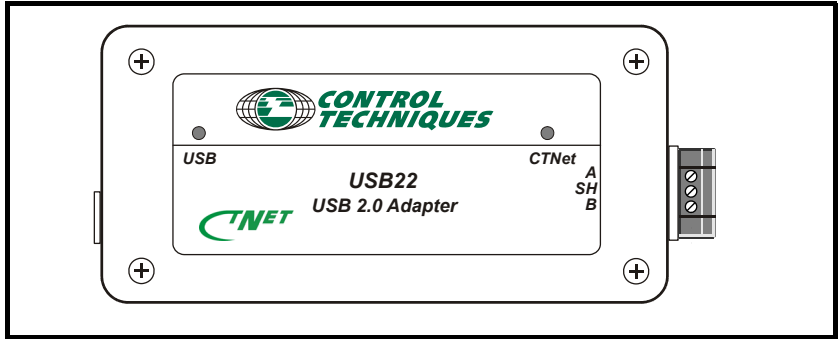 CONTROL
TECHNIQUES
USB
CTNet
USB22
A
SH
USB 2.0 Adapter
B
CTNET